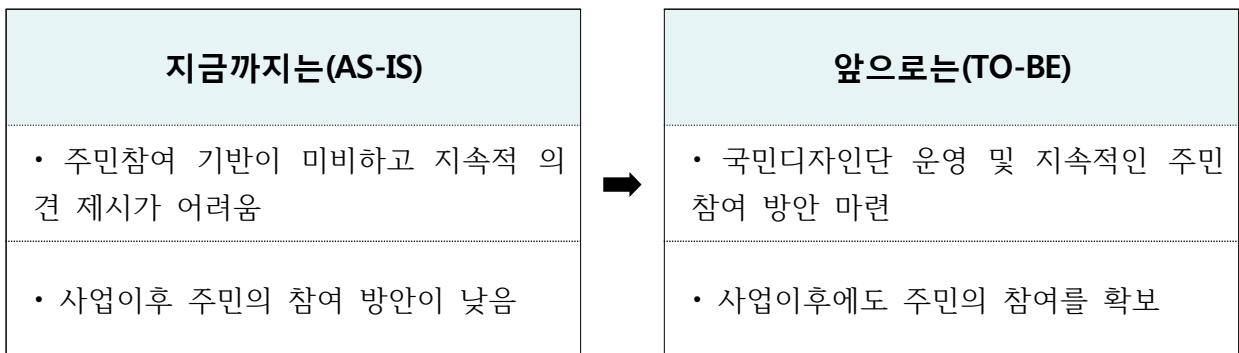 지금까지는(AS-IS)
• 주민참여 기반이 미비하고 지속적 의
견 제시가 어려움
• 사업이후 주민의 참여 방안이 낮음
➡
앞으로는(TO-BE)
• 국민디자인단 운영 및 지속적인 주민
참여 방안 마련
• 사업이후에도 주민의 참여를 확보